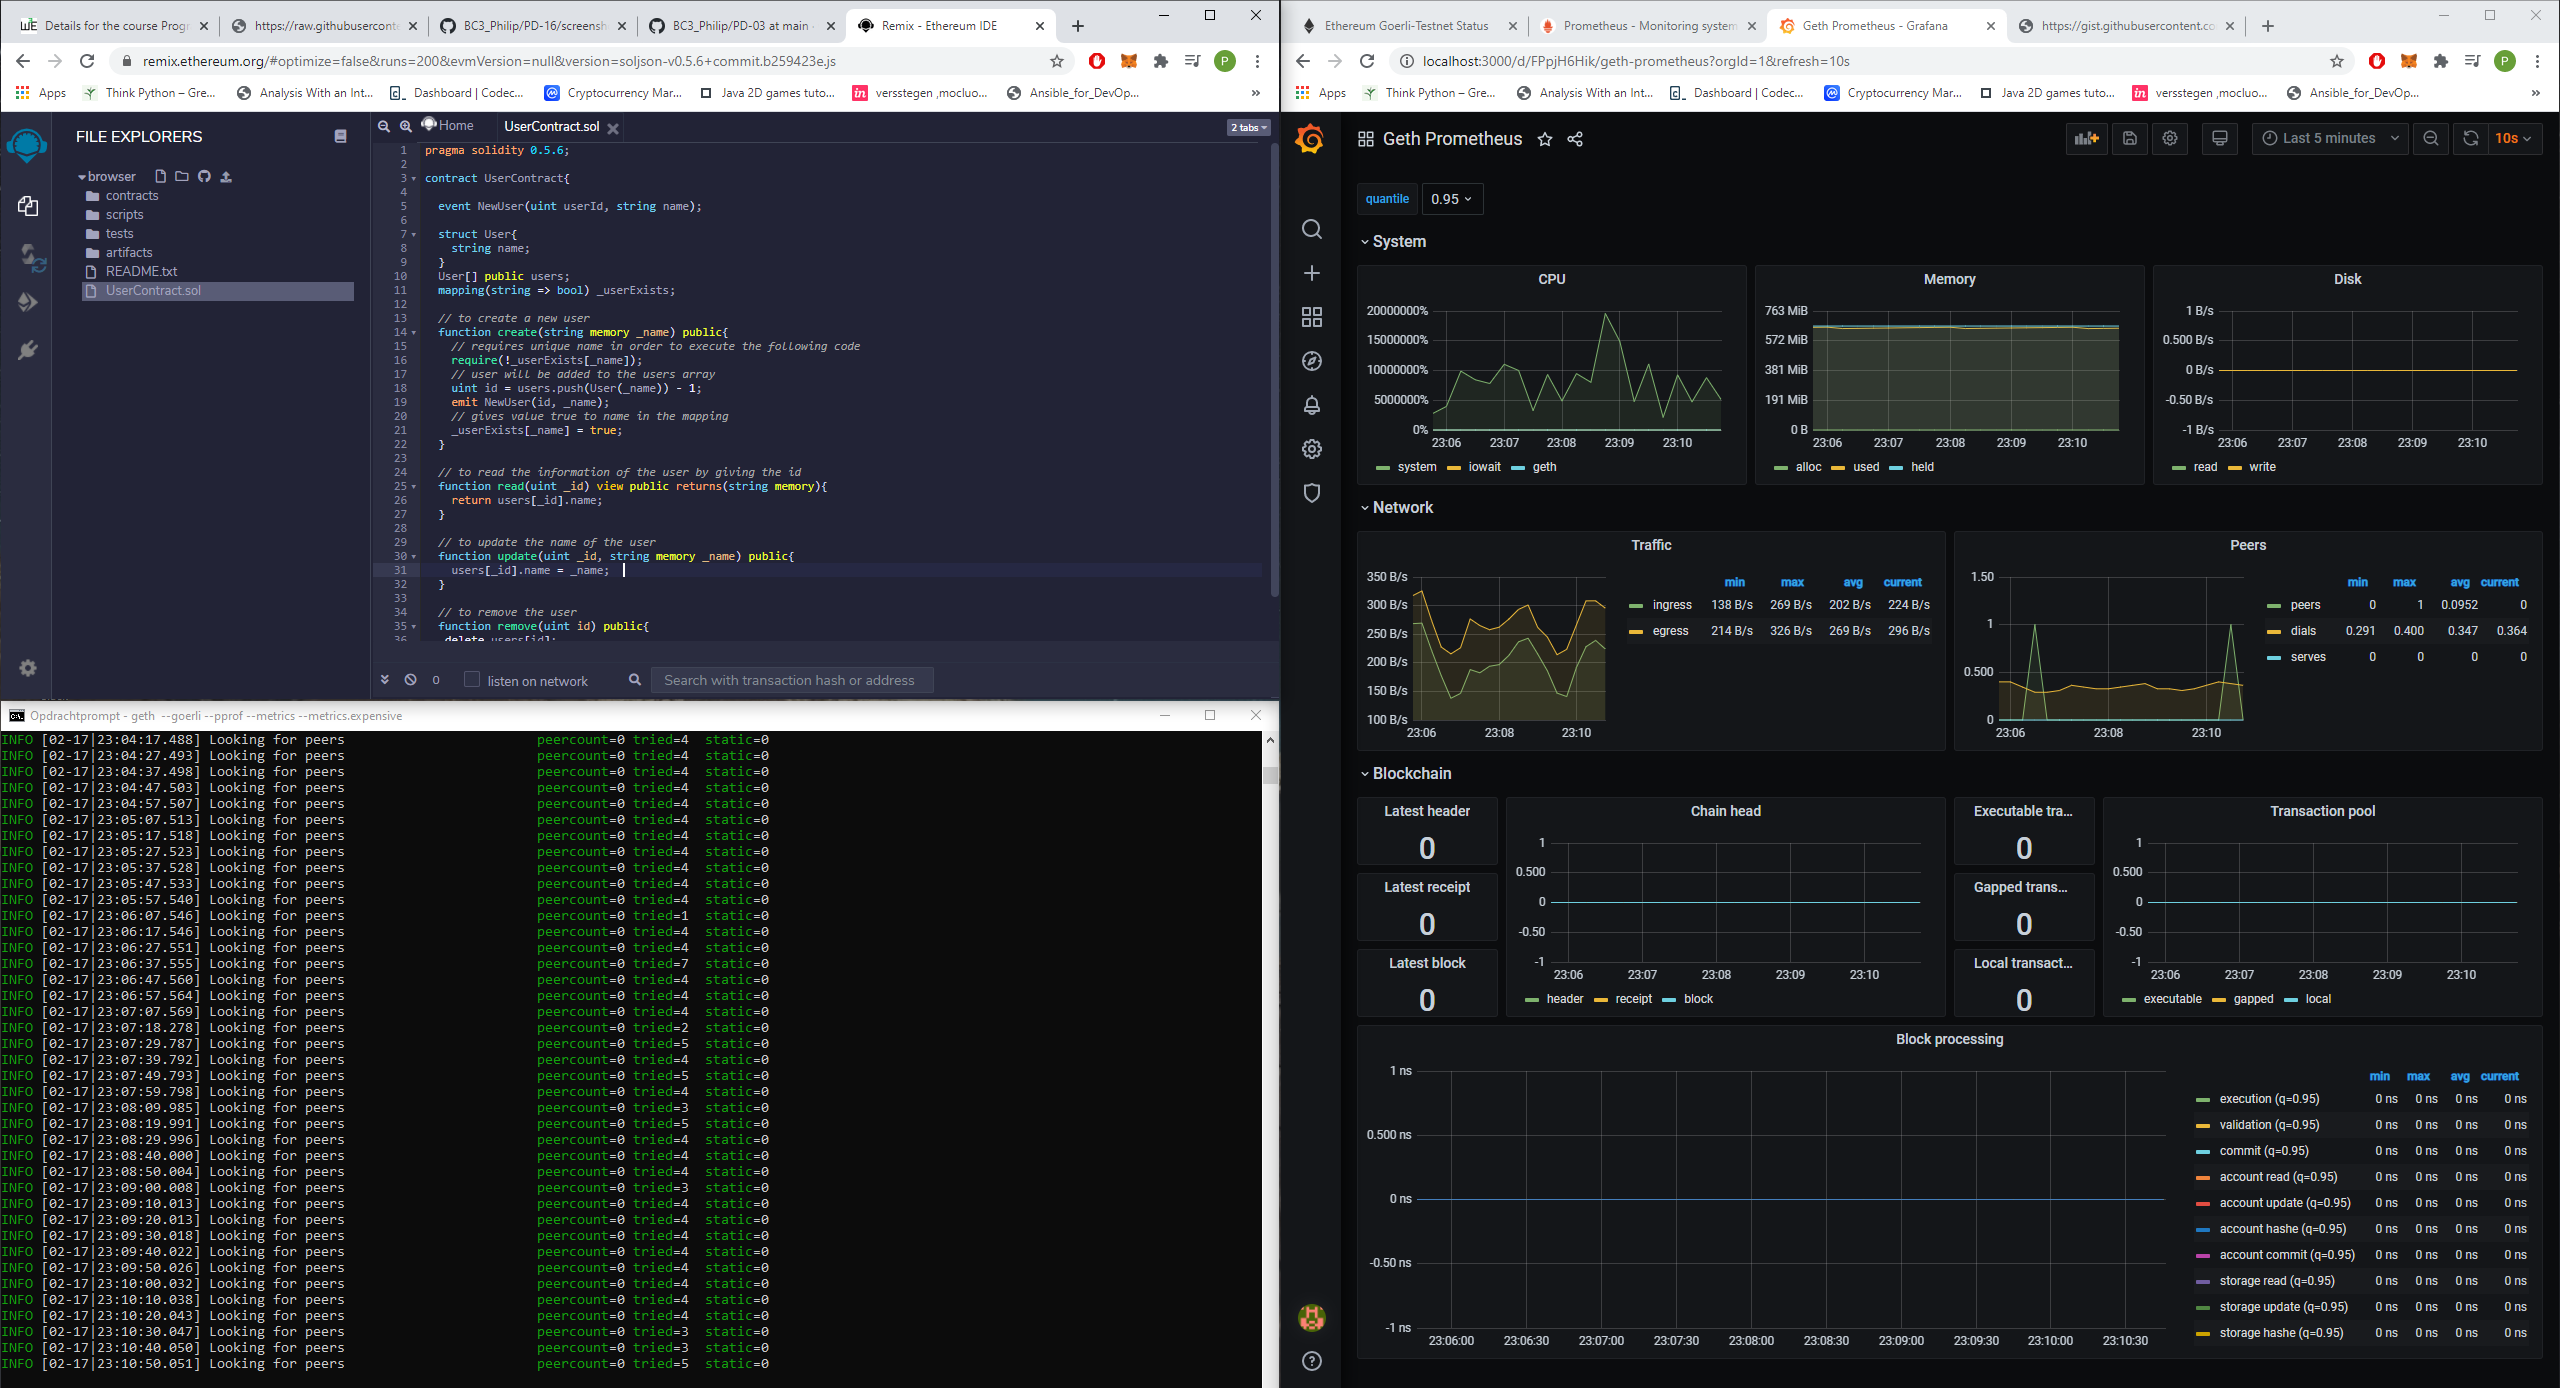 Details for the course Progr
https://raw.githubusercontent
BC3_Philip/PD-16/screensh
BC3_Philip/PD-03 at main
Remix - Ethereum IDE
remix.ethereum.org/#optimize=false&runs=200&evmVersion=null&version=soljson-v0.5.6+commit.b259423e.js
Apps
Think Python – Gre...
Analysis With an Int...
Dashboard | Codec...
Cryptocurrency Mar...
Java 2D games tuto...
versstegen ,mocluo...
Ansible_for_DevOp...
FILE EXPLORERS
browser
contracts
scripts
tests
artifacts
README.txt
UserContract.sol
Home
UserContract.sol
2 tabs
1 pragma solidity 0.5.6;
2
3 contract UserContract{
4
5 event NewUser(uint userId, string name);
6
7 struct User{
8 string name;
9 }
10 User[] public users;
11 mapping(string => bool) _userExists;
12
13 // to create a new user
14 function create(string memory _name) public{
15 // requires unique name in order to execute the following code
16 require(!_userExists[_name]);
17 // user will be added to the users array
18 uint id = users.push(User(_name)) - 1;
19 emit NewUser(id, _name);
20 // gives value true to name in the mapping
21 _userExists[_name] = true;
22 }
23
24 // to read the information of the user by giving the id
25 function read(uint _id) view public returns(string memory){
26 return users[_id].name;
27 }
28
29 // to update the name of the user
30 function update(uint _id, string memory _name) public{
31 users[_id].name = _name;
32 }
33
34 // to remove the user
35 function remove(uint id) public{
36 delete users[id];
0
listen on network
Search with transaction hash or address
Opdrachtprompt - geth --goerli --pprof --metrics --metrics.expensive
INFO [02-17|23:04:17.488] Looking for peers peercount=0 tried=4 static=0
INFO [02-17|23:04:27.493] Looking for peers peercount=0 tried=4 static=0
INFO [02-17|23:04:37.498] Looking for peers peercount=0 tried=4 static=0
INFO [02-17|23:04:47.503] Looking for peers peercount=0 tried=4 static=0
INFO [02-17|23:04:57.507] Looking for peers peercount=0 tried=4 static=0
INFO [02-17|23:05:07.513] Looking for peers peercount=0 tried=4 static=0
INFO [02-17|23:05:17.518] Looking for peers peercount=0 tried=4 static=0
INFO [02-17|23:05:27.523] Looking for peers peercount=0 tried=4 static=0
INFO [02-17|23:05:37.528] Looking for peers peercount=0 tried=4 static=0
INFO [02-17|23:05:47.533] Looking for peers peercount=0 tried=4 static=0
INFO [02-17|23:05:57.540] Looking for peers peercount=0 tried=4 static=0
INFO [02-17|23:06:07.546] Looking for peers peercount=0 tried=1 static=0
INFO [02-17|23:06:17.546] Looking for peers peercount=0 tried=4 static=0
INFO [02-17|23:06:27.551] Looking for peers peercount=0 tried=4 static=0
INFO [02-17|23:06:37.555] Looking for peers peercount=0 tried=7 static=0
INFO [02-17|23:06:47.560] Looking for peers peercount=0 tried=4 static=0
INFO [02-17|23:06:57.564] Looking for peers peercount=0 tried=4 static=0
INFO [02-17|23:07:07.569] Looking for peers peercount=0 tried=4 static=0
INFO [02-17|23:07:18.278] Looking for peers peercount=0 tried=2 static=0
INFO [02-17|23:07:29.787] Looking for peers peercount=0 tried=5 static=0
INFO [02-17|23:07:39.792] Looking for peers peercount=0 tried=4 static=0
INFO [02-17|23:07:49.793] Looking for peers peercount=0 tried=5 static=0
INFO [02-17|23:07:59.798] Looking for peers peercount=0 tried=4 static=0
INFO [02-17|23:08:09.985] Looking for peers peercount=0 tried=3 static=0
INFO [02-17|23:08:19.991] Looking for peers peercount=0 tried=5 static=0
INFO [02-17|23:08:29.996] Looking for peers peercount=0 tried=4 static=0
INFO [02-17|23:08:40.000] Looking for peers peercount=0 tried=4 static=0
INFO [02-17|23:08:50.004] Looking for peers peercount=0 tried=4 static=0
INFO [02-17|23:09:00.008] Looking for peers peercount=0 tried=3 static=0
INFO [02-17|23:09:10.013] Looking for peers peercount=0 tried=4 static=0
INFO [02-17|23:09:20.013] Looking for peers peercount=0 tried=4 static=0
INFO [02-17|23:09:30.018] Looking for peers peercount=0 tried=4 static=0
INFO [02-17|23:09:40.022] Looking for peers peercount=0 tried=4 static=0
INFO [02-17|23:09:50.026] Looking for peers peercount=0 tried=4 static=0
INFO [02-17|23:10:00.032] Looking for peers peercount=0 tried=4 static=0
INFO [02-17|23:10:10.038] Looking for peers peercount=0 tried=4 static=0
INFO [02-17|23:10:20.043] Looking for peers peercount=0 tried=4 static=0
INFO [02-17|23:10:30.047] Looking for peers peercount=0 tried=3 static=0
INFO [02-17|23:10:40.050] Looking for peers peercount=0 tried=3 static=0
INFO [02-17|23:10:50.051] Looking for peers peercount=0 tried=5 static=0
Ethereum Goerli-Testnet Status
Prometheus - Monitoring system
Geth Prometheus - Grafana
https://gist.githubusercontent.co
localhost:3000/d/FPpjH6Hik/geth-prometheus?orgId=1&refresh=10s
Apps
Think Python – Gre...
Analysis With an Int...
Dashboard | Codec...
Cryptocurrency Mar...
Java 2D games tuto...
versstegen ,mocluo...
Ansible_for_DevOp...
Geth Prometheus
Last 5 minutes
10s
quantile 0.95
System
CPU
20000000%
15000000%
10000000%
5000000%
0%
23:06 23:07 23:08 23:09 23:10
system iowait geth
Memory
763 MiB
572 MiB
381 MiB
191 MiB
0 B
23:06 23:07 23:08 23:09 23:10
alloc used held
Disk
1 B/s
0.500 B/s
0 B/s
-0.50 B/s
-1 B/s
23:06 23:07 23:08 23:09 23:10
read write
Network
Traffic
350 B/s
300 B/s
250 B/s
200 B/s
150 B/s
100 B/s
23:06 23:08 23:10
min max avg current
ingress 138 B/s 269 B/s 202 B/s 224 B/s
egress 214 B/s 326 B/s 269 B/s 296 B/s
Peers
1.50
1
0.500
0
23:06 23:08 23:10
min max avg current
peers 0 1 0.0952 0
dials 0.291 0.400 0.347 0.364
serves 0 0 0 0
Blockchain
Latest header
0
Latest receipt
0
Latest block
0
Chain head
1
0.500
0
-0.50
-1
23:06 23:07 23:08 23:09 23:10
header receipt block
Executable tra...
0
Gapped trans...
0
Local transact...
0
Transaction pool
1
0.500
0
-0.50
-1
23:06 23:07 23:08 23:09 23:10
executable gapped local
Block processing
1 ns
0.500 ns
0 ns
-0.50 ns
-1 ns
23:06:00 23:06:30 23:07:00 23:07:30 23:08:00 23:08:30 23:09:00 23:09:30 23:10:00 23:10:30
min max avg current
execution (q=0.95) 0 ns 0 ns 0 ns 0 ns
validation (q=0.95) 0 ns 0 ns 0 ns 0 ns
commit (q=0.95) 0 ns 0 ns 0 ns 0 ns
account read (q=0.95) 0 ns 0 ns 0 ns 0 ns
account update (q=0.95) 0 ns 0 ns 0 ns 0 ns
account hashe (q=0.95) 0 ns 0 ns 0 ns 0 ns
account commit (q=0.95) 0 ns 0 ns 0 ns 0 ns
storage read (q=0.95) 0 ns 0 ns 0 ns 0 ns
storage update (q=0.95) 0 ns 0 ns 0 ns 0 ns
storage hashe (q=0.95) 0 ns 0 ns 0 ns 0 ns